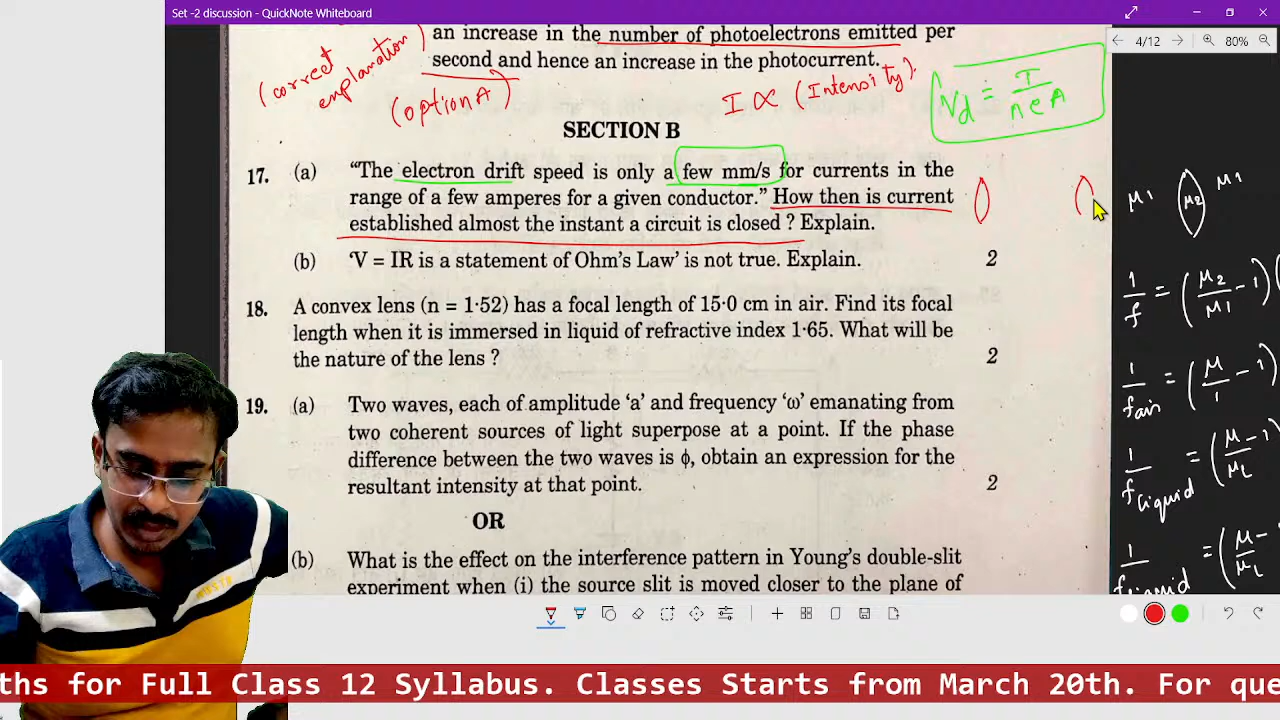 Set -2 discussion - QuickNote Whiteboard
4/12
80%
an increase in the number of photoelectrons emitted per
second and hence an increase in the photocurrent.
(correct
explanation)
(option A)
I ∝ (Intensity)
Vd = I / neA
SECTION B
17. (a) “The electron drift speed is only a few mm/s for currents in the
range of a few amperes for a given conductor.” How then is current
established almost the instant a circuit is closed ? Explain.
(b) ‘V = IR is a statement of Ohm’s Law’ is not true. Explain. 2
18. A convex lens (n = 1·52) has a focal length of 15·0 cm in air. Find its focal
length when it is immersed in liquid of refractive index 1·65. What will be
the nature of the lens ? 2
19. (a) Two waves, each of amplitude ‘a’ and frequency ‘ω’ emanating from
two coherent sources of light superpose at a point. If the phase
difference between the two waves is ϕ, obtain an expression for the
resultant intensity at that point. 2
OR
(b) What is the effect on the interference pattern in Young’s double-slit
experiment when (i) the source slit is moved closer to the plane of
μ1 μ2 μ1
1/f = (μ2/μ1 - 1)(
1/fair = (μ/1 - 1)
1/fliquid = (μ/μL - 1)
1/fliquid = (μ/μL -
ths for Full Class 12 Syllabus. Classes Starts from March 20th. For que